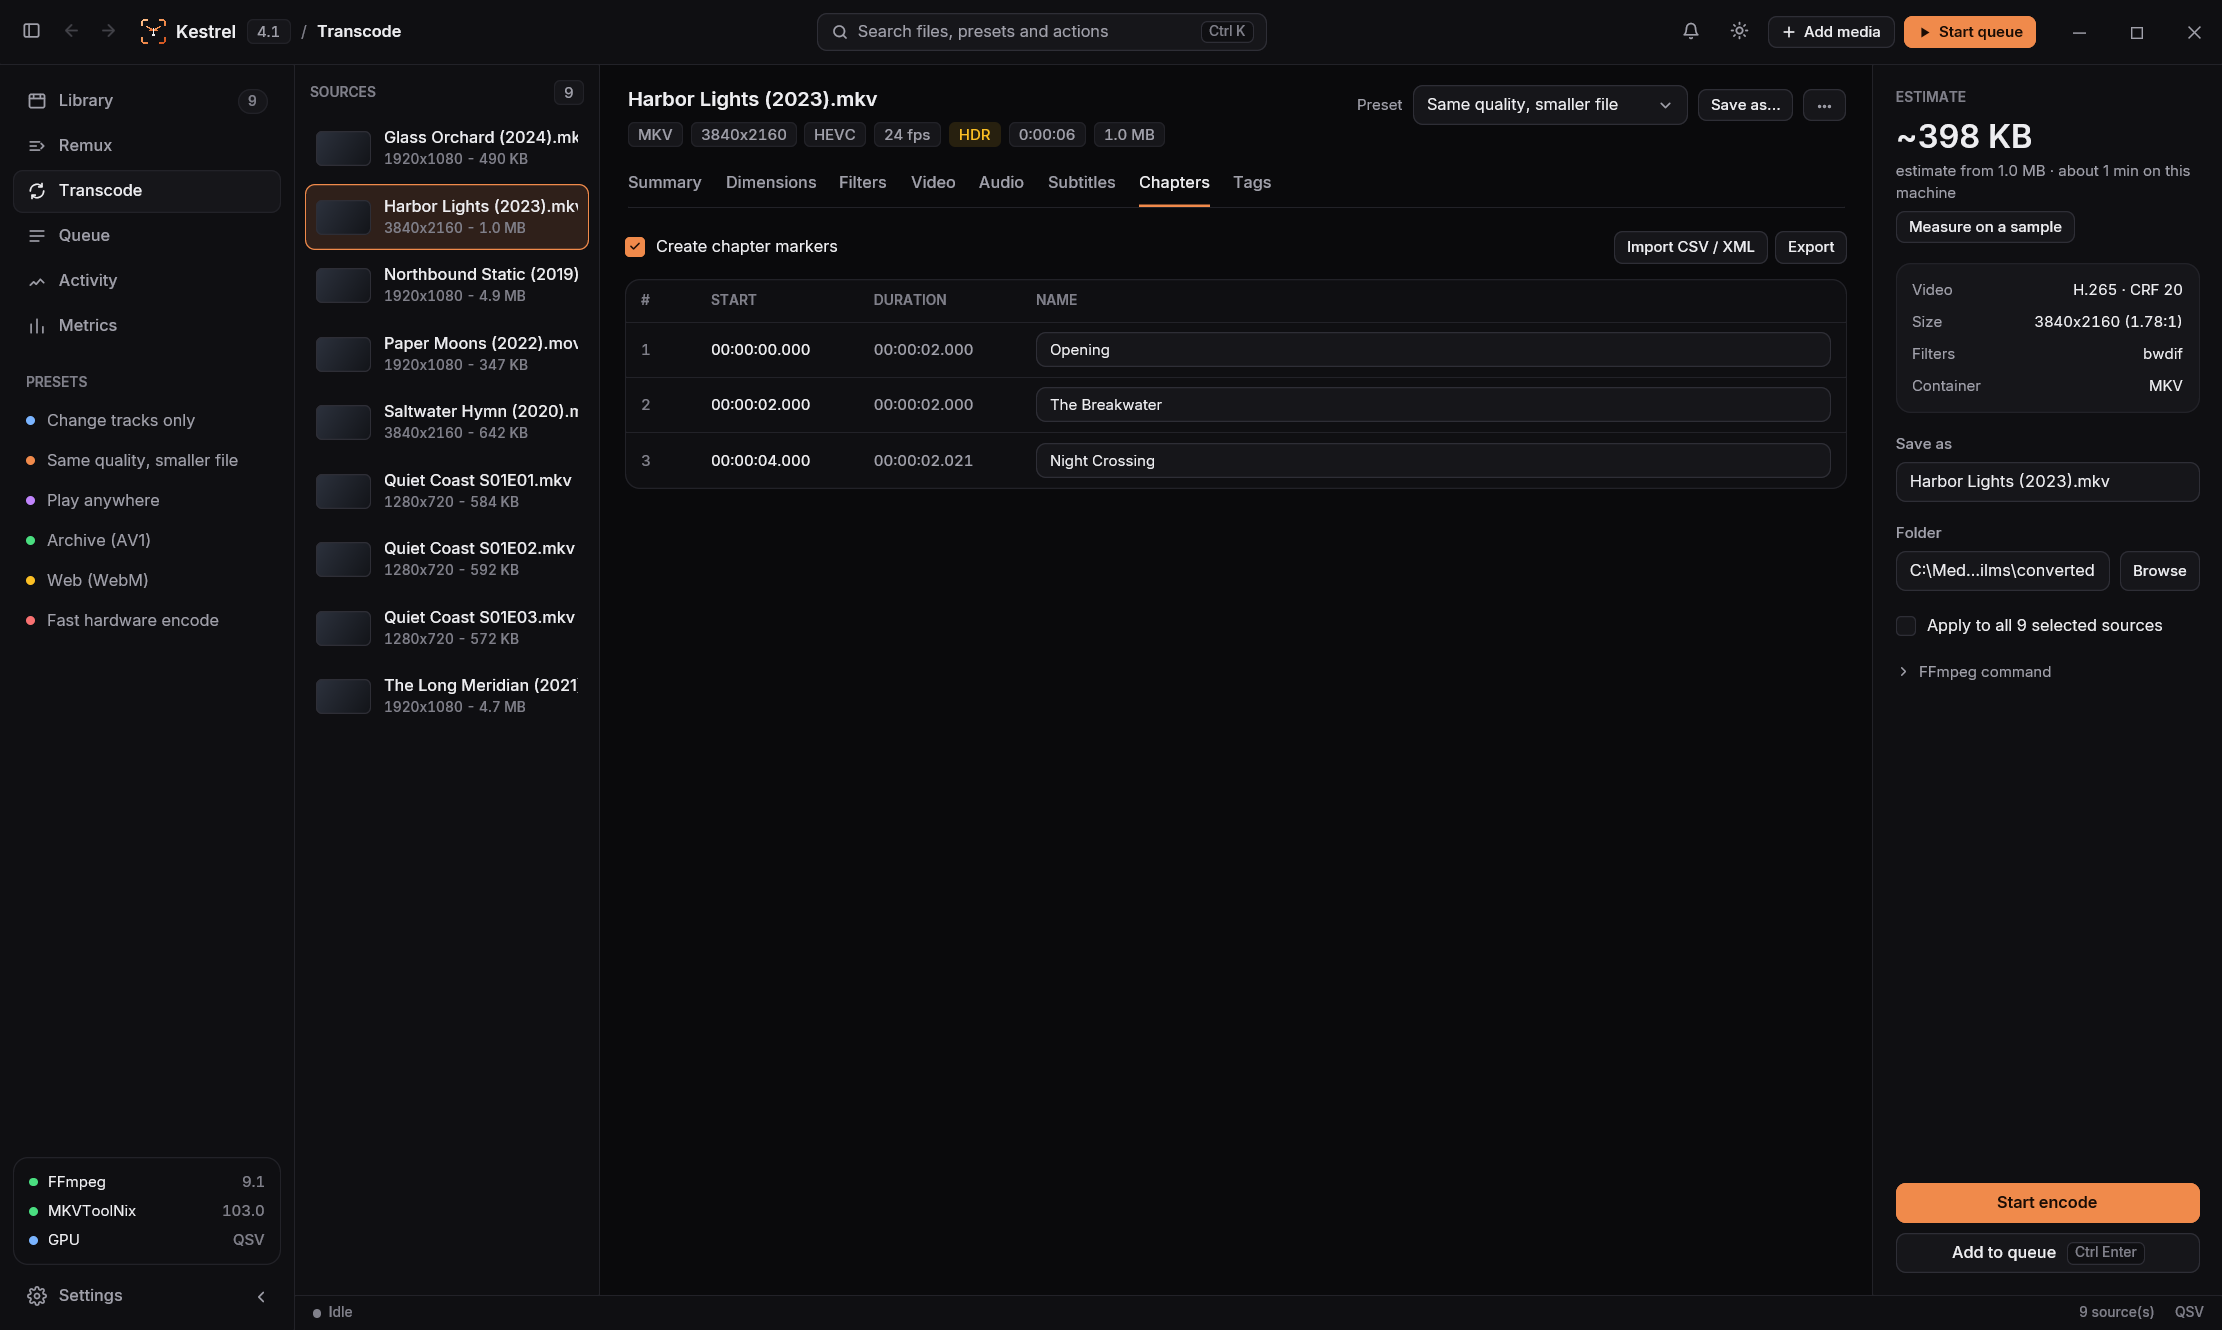 Kestrel 4.1 / Transcode
Search files, presets and actions Ctrl K
Add media
Start queue
Library 9
Remux
Transcode
Queue
Activity
Metrics
PRESETS
Change tracks only
Same quality, smaller file
Play anywhere
Archive (AV1)
Web (WebM)
Fast hardware encode
FFmpeg 9.1
MKVToolNix 103.0
GPU QSV
Settings
SOURCES 9
Glass Orchard (2024).mk
1920x1080 - 490 KB
Harbor Lights (2023).mkv
3840x2160 - 1.0 MB
Northbound Static (2019)
1920x1080 - 4.9 MB
Paper Moons (2022).mov
1920x1080 - 347 KB
Saltwater Hymn (2020).m
3840x2160 - 642 KB
Quiet Coast S01E01.mkv
1280x720 - 584 KB
Quiet Coast S01E02.mkv
1280x720 - 592 KB
Quiet Coast S01E03.mkv
1280x720 - 572 KB
The Long Meridian (2021)
1920x1080 - 4.7 MB
Harbor Lights (2023).mkv
MKV 3840x2160 HEVC 24 fps HDR 0:00:06 1.0 MB
Preset Same quality, smaller file Save as... ...
Summary Dimensions Filters Video Audio Subtitles Chapters Tags
Create chapter markers
Import CSV / XML Export
# START DURATION NAME
1 00:00:00.000 00:00:02.000 Opening
2 00:00:02.000 00:00:02.000 The Breakwater
3 00:00:04.000 00:00:02.021 Night Crossing
ESTIMATE
~398 KB
estimate from 1.0 MB · about 1 min on this
machine
Measure on a sample
Video H.265 · CRF 20
Size 3840x2160 (1.78:1)
Filters bwdif
Container MKV
Save as
Harbor Lights (2023).mkv
Folder
C:\Med...ilms\converted Browse
Apply to all 9 selected sources
FFmpeg command
Start encode
Add to queue Ctrl Enter
Idle
9 source(s) QSV